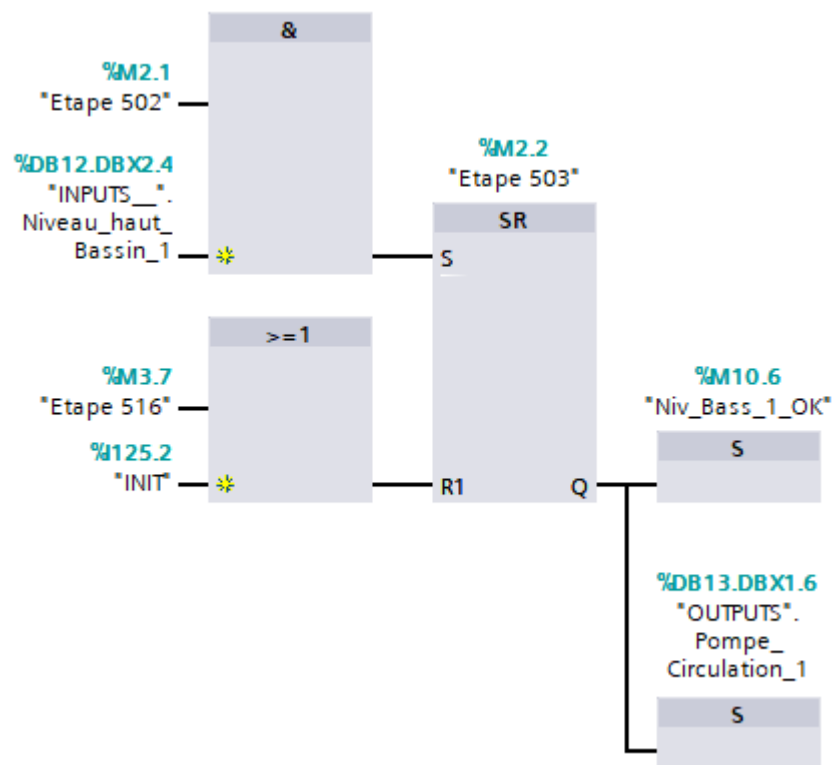 &
%M2.1
"Etape 502"
%DB12.DBX2.4
"INPUTS__".
Niveau_haut_
Bassin_1
%M2.2
"Etape 503"
SR
S
>=1
%M3.7
"Etape 516"
%I125.2
"INIT"
R1
Q
%M10.6
"Niv_Bass_1_OK"
S
%DB13.DBX1.6
"OUTPUTS".
Pompe_
Circulation_1
S